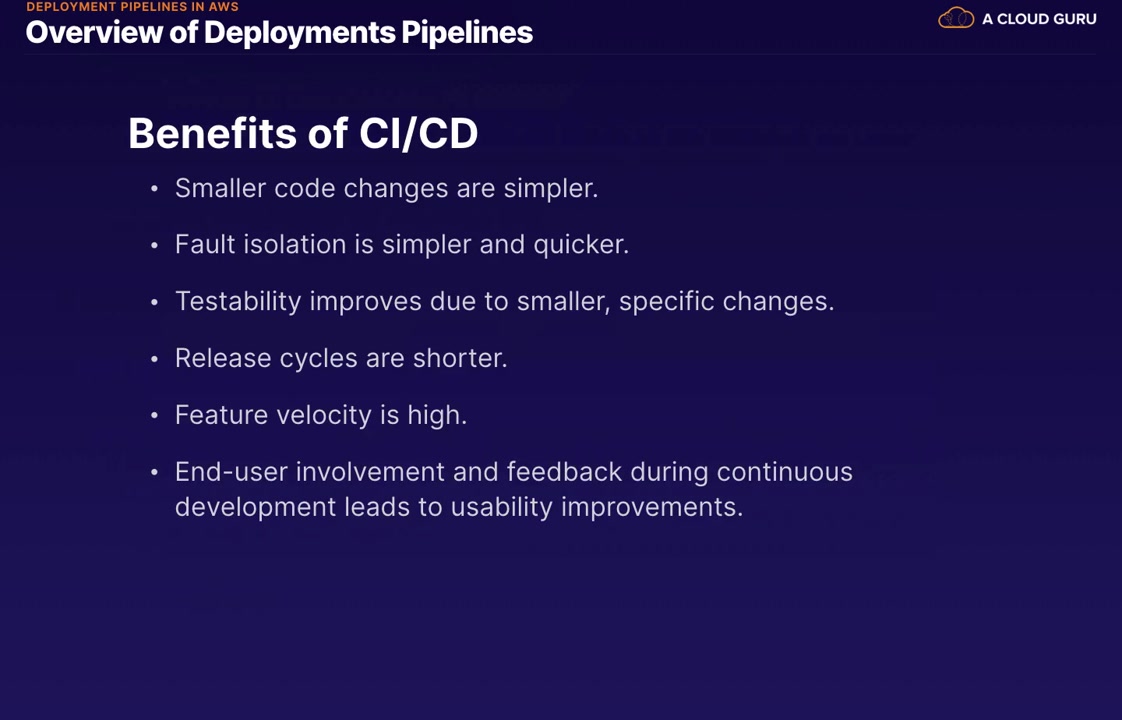 DEPLOYMENT PIPELINES IN AWS
Overview of Deployments Pipelines
A CLOUD GURU
Benefits of CI/CD
• Smaller code changes are simpler.
• Fault isolation is simpler and quicker.
• Testability improves due to smaller, specific changes.
• Release cycles are shorter.
• Feature velocity is high.
• End-user involvement and feedback during continuous
development leads to usability improvements.